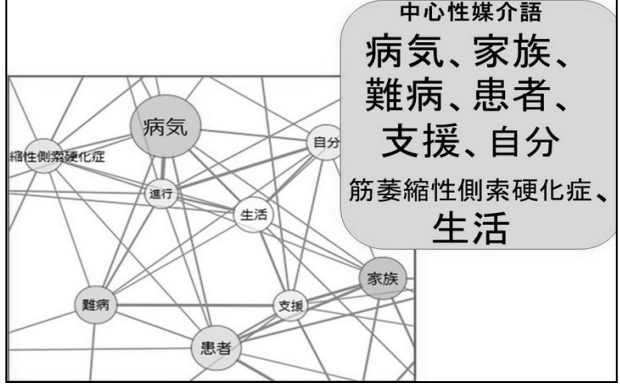 中心性媒介語
病気、家族、
難病、患者、
支援、自分
筋萎縮性側索硬化症、
生活
病気
自分
縮性側索硬化症
進行
生活
家族
難病
支援
患者